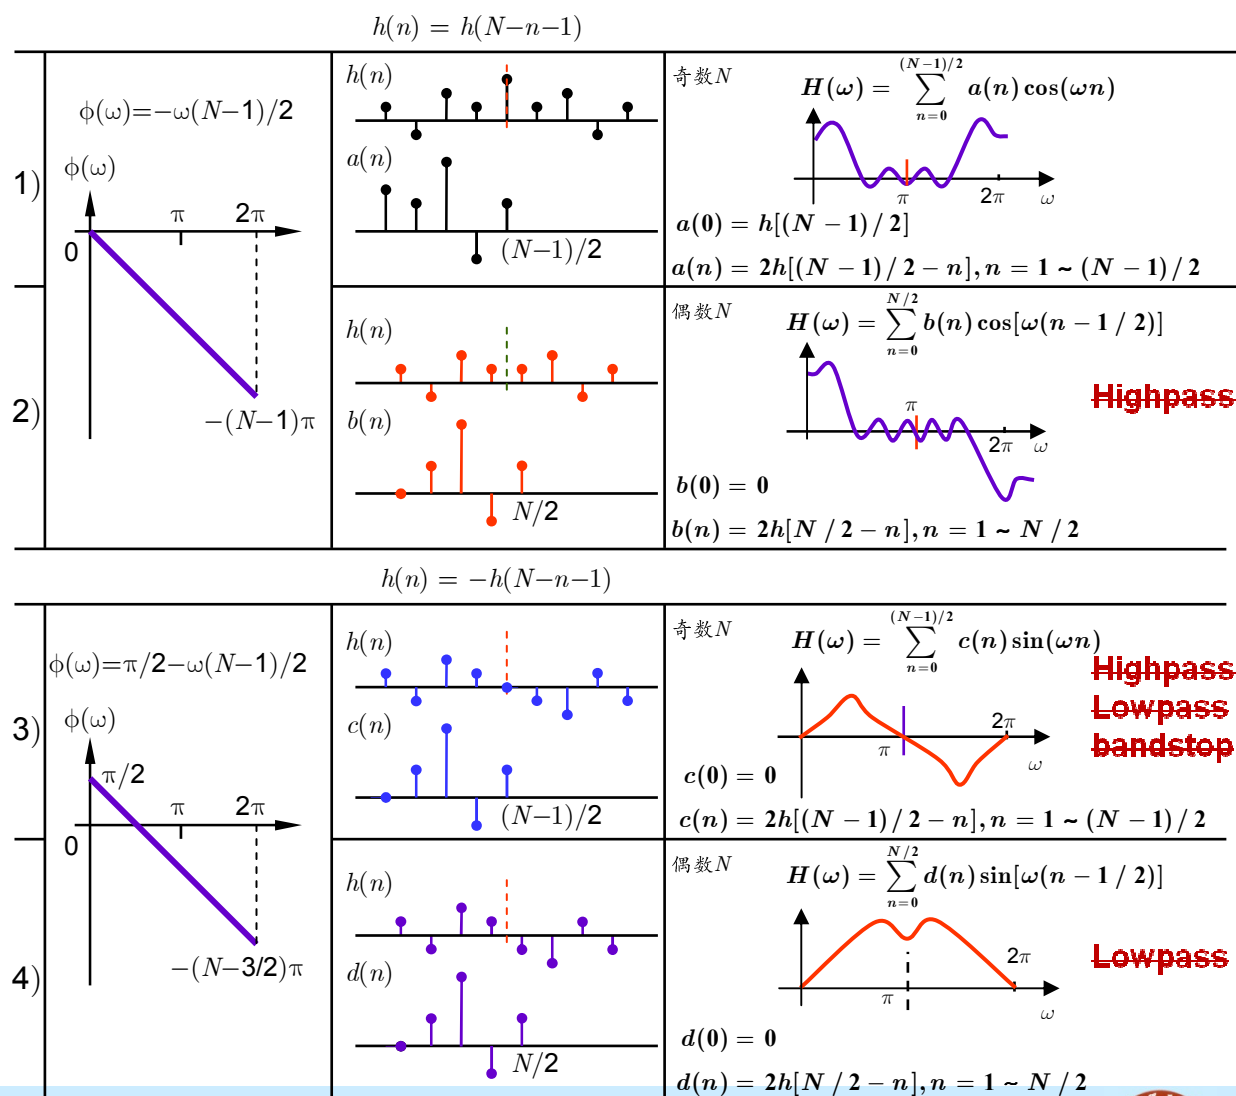 h(n) = h(N−n−1)
1)
ϕ(ω)=−ω(N−1)/2
ϕ(ω)
0
π
2π
−(N−1)π
h(n)
a(n)
(N−1)/2
奇数N
H(ω) = ∑_{n=0}^{(N−1)/2} a(n) cos(ωn)
π
2π
ω
a(0) = h[(N − 1) / 2]
a(n) = 2h[(N − 1) / 2 − n], n = 1 ~ (N − 1) / 2
2)
h(n)
b(n)
N/2
偶数N
H(ω) = ∑_{n=0}^{N/2} b(n) cos[ω(n − 1 / 2)]
Highpass
π
2π
ω
b(0) = 0
b(n) = 2h[N / 2 − n], n = 1 ~ N / 2
h(n) = −h(N−n−1)
3)
ϕ(ω)=π/2−ω(N−1)/2
ϕ(ω)
π/2
0
π
2π
−(N−3/2)π
h(n)
c(n)
(N−1)/2
奇数N
H(ω) = ∑_{n=0}^{(N−1)/2} c(n) sin(ωn)
Highpass
Lowpass
bandstop
π
2π
ω
c(0) = 0
c(n) = 2h[(N − 1) / 2 − n], n = 1 ~ (N − 1) / 2
4)
h(n)
d(n)
N/2
偶数N
H(ω) = ∑_{n=0}^{N/2} d(n) sin[ω(n − 1 / 2)]
Lowpass
π
2π
ω
d(0) = 0
d(n) = 2h[N / 2 − n], n = 1 ~ N / 2